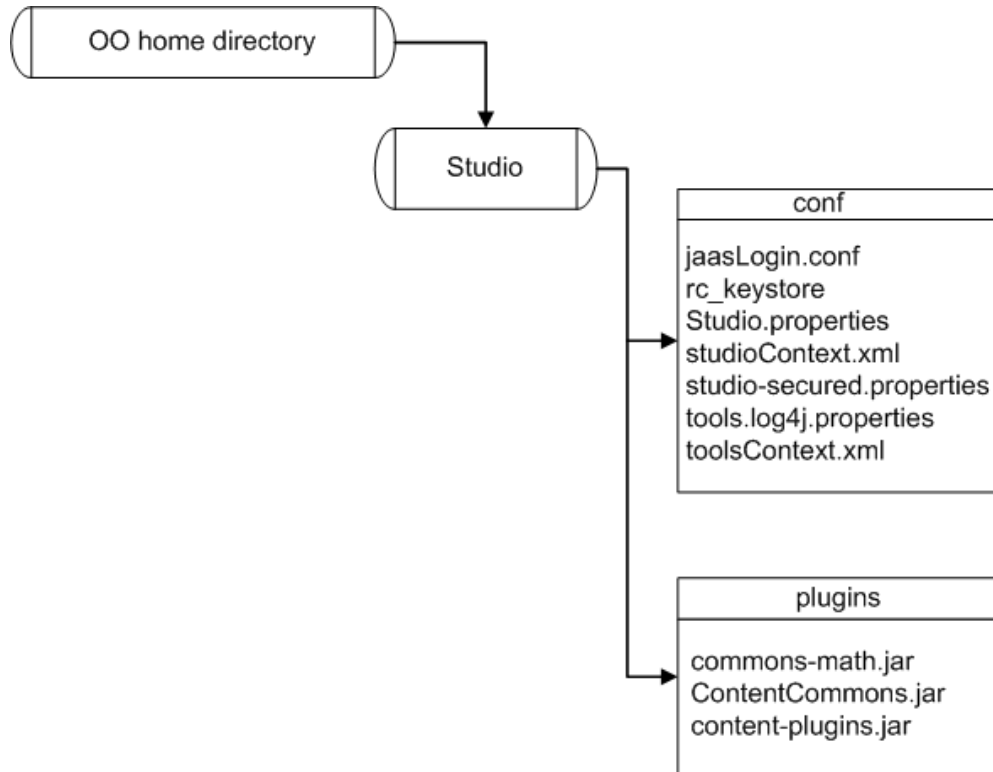 OO home directory
Studio
conf
jaasLogin.conf
rc_keystore
Studio.properties
studioContext.xml
studio-secured.properties
tools.log4j.properties
toolsContext.xml
plugins
commons-math.jar
ContentCommons.jar
content-plugins.jar